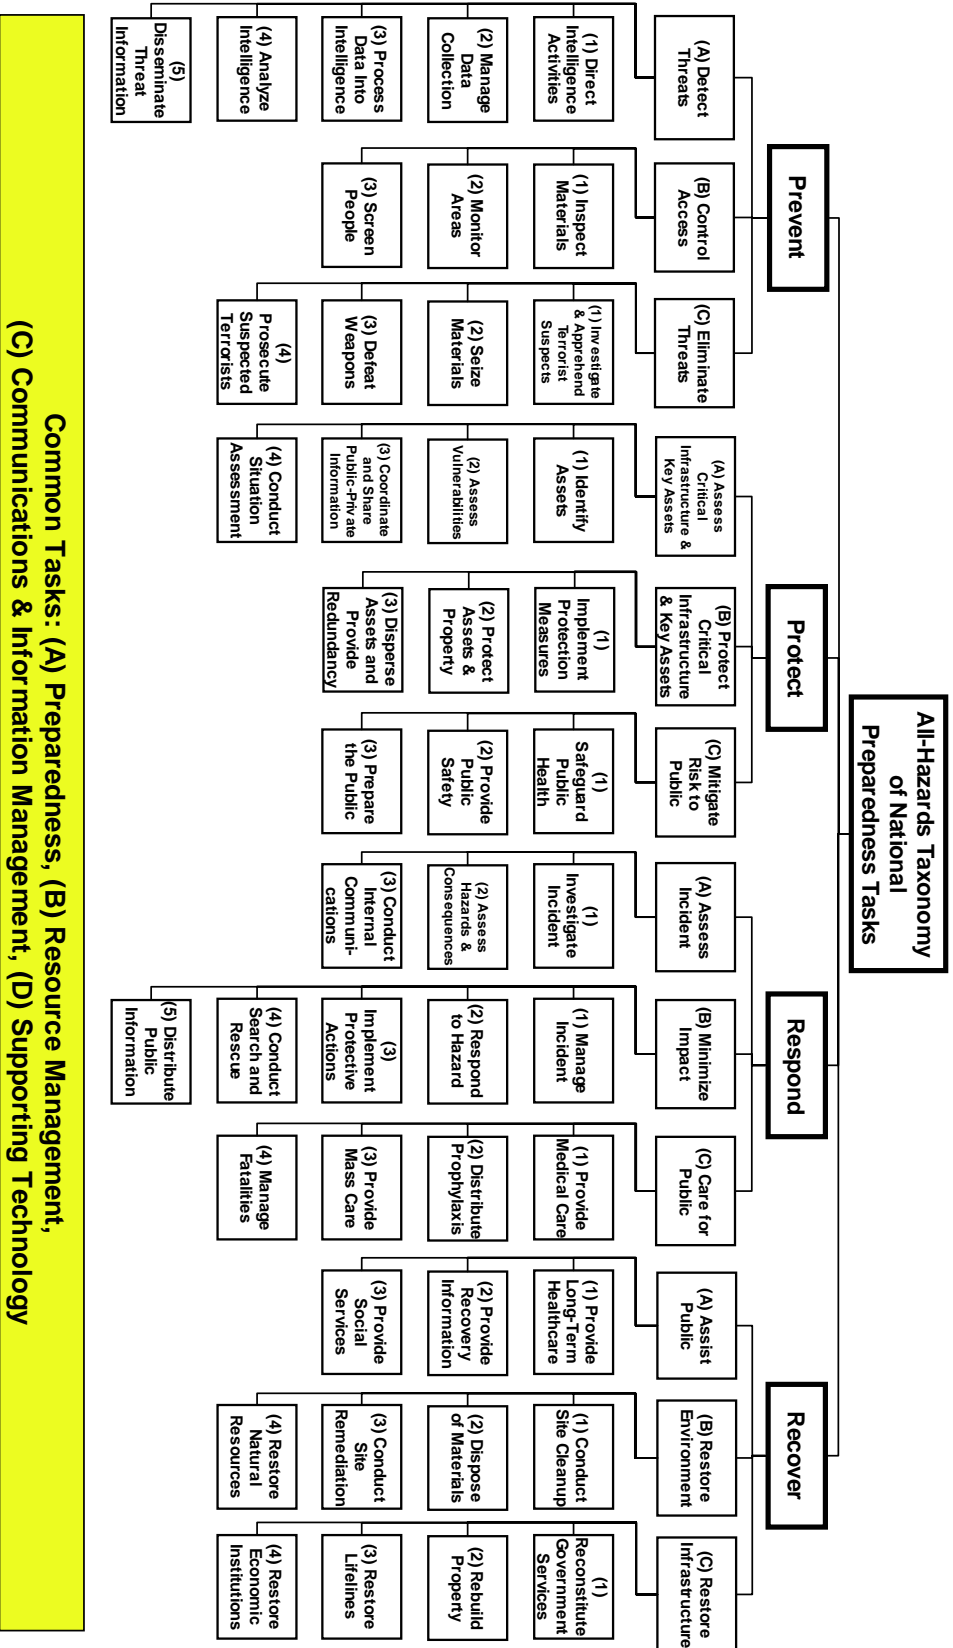 All-Hazards Taxonomy
of National
Preparedness Tasks
Prevent
(A) Detect
Threats
(1) Direct
Intelligence
Activities
(2) Manage
Data
Collection
(3) Process
Data Into
Intelligence
(4) Analyze
Intelligence
(5)
Disseminate
Threat
Information
(B) Control
Access
(1) Inspect
Materials
(2) Monitor
Areas
(3) Screen
People
(C) Eliminate
Threats
(1) Investigate
& Apprehend
Terrorist
Suspects
(2) Seize
Materials
(3) Defeat
Weapons
(4)
Prosecute
Suspected
Terrorists
Protect
(A) Assess
Critical
Infrastructure &
Key Assets
(1) Identify
Assets
(2) Assess
Vulnerabilities
(3) Coordinate
and Share
Public-Private
Information
(4) Conduct
Situation
Assessment
(B) Protect
Critical
Infrastructure
& Key Assets
(1)
Implement
Protection
Measures
(2) Protect
Assets &
Property
(3) Disperse
Assets and
Provide
Redundancy
(C) Mitigate
Risk to
Public
(1)
Safeguard
Public
Health
(2) Provide
Public
Safety
(3) Prepare
the Public
Respond
(A) Assess
Incident
(1)
Investigate
Incident
(2) Assess
Hazards &
Consequences
(3) Conduct
Internal
Communi-
cations
(B) Minimize
Impact
(1) Manage
Incident
(2) Respond
to Hazard
(3)
Implement
Protective
Actions
(4) Conduct
Search and
Rescue
(5) Distribute
Public
Information
(C) Care for
Public
(1) Provide
Medical Care
(2) Distribute
Prophylaxis
(3) Provide
Mass Care
(4) Manage
Fatalities
Recover
(A) Assist
Public
(1) Provide
Long-Term
Healthcare
(2) Provide
Recovery
Information
(3) Provide
Social
Services
(B) Restore
Environment
(1) Conduct
Site Cleanup
(2) Dispose
of Materials
(3) Conduct
Site
Remediation
(4) Restore
Natural
Resources
(C) Restore
Infrastructure
(1)
Reconstitute
Government
Services
(2) Rebuild
Property
(3) Restore
Lifelines
(4) Restore
Economic
Institutions
Common Tasks: (A) Preparedness, (B) Resource Management,
(C) Communications & Information Management, (D) Supporting Technology